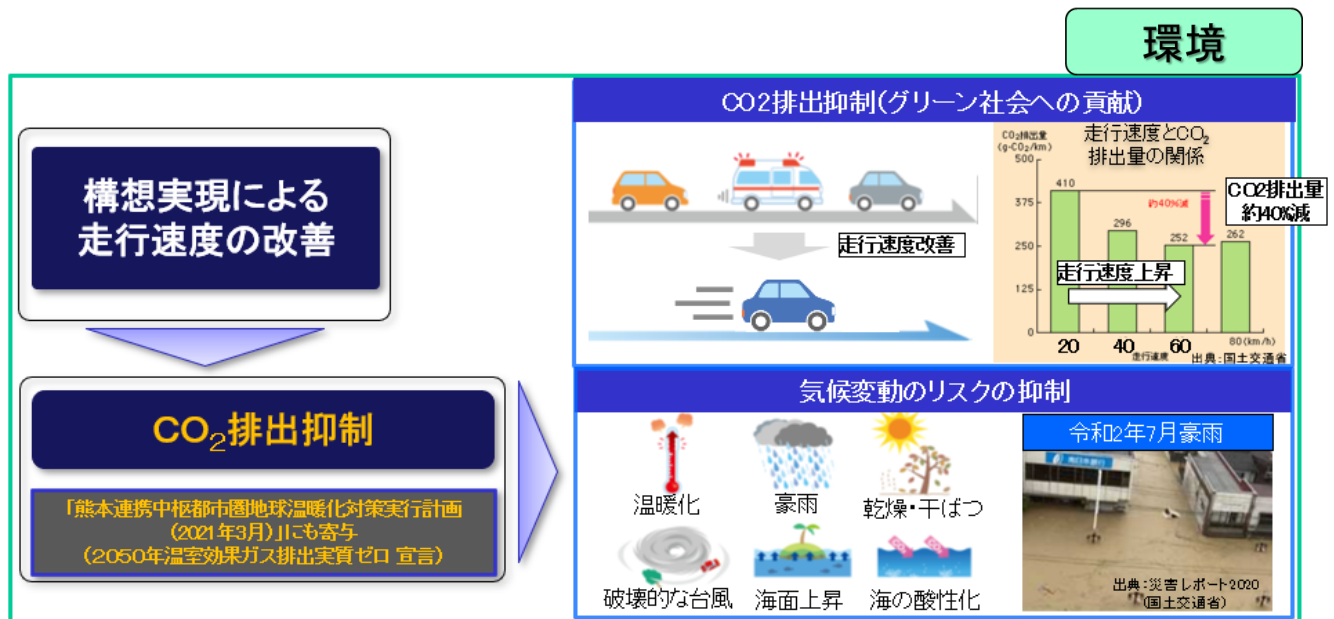 環境
構想実現による
走行速度の改善
CO₂排出抑制
「熊本連携中枢都市圏地球温暖化対策実行計画
(2021年3月)」にも寄与
(2050年温室効果ガス排出実質ゼロ 宣言)
CO2排出抑制(グリーン社会への貢献)
走行速度改善
CO₂排出量
(g-CO₂/km)
走行速度とCO₂
排出量の関係
500
375
250
125
0
410
296
252
262
約40%減
CO2排出量
約40%減
走行速度上昇
20 40 60 80(km/h)
走行速度
出典:国土交通省
気候変動のリスクの抑制
温暖化
豪雨
乾燥・干ばつ
破壊的な台風
海面上昇
CO₂
CO₂
海の酸性化
令和2年7月豪雨
出典:災害レポート2020
(国土交通省)